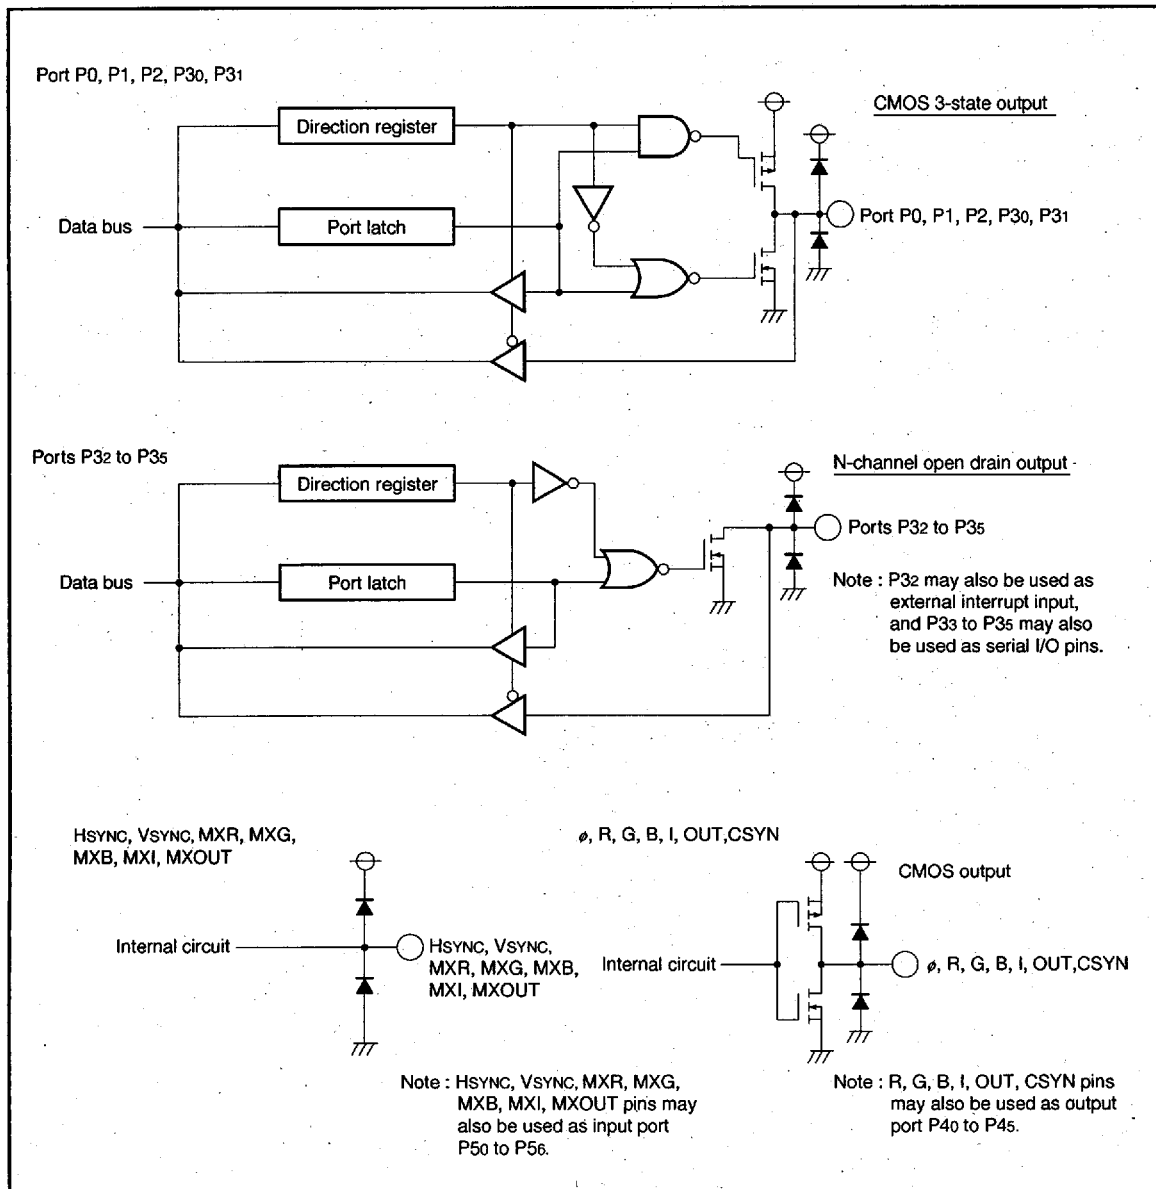 Port P0, P1, P2, P30, P31
CMOS 3-state output
Direction register
Port P0, P1, P2, P30, P31
Data bus
Port latch
Ports P32 to P35
N-channel open drain output
Direction register
Ports P32 to P35
Data bus
Port latch
Note : P32 may also be used as
external interrupt input,
and P33 to P35 may also
be used as serial I/O pins.
HSYNC, VSYNC, MXR, MXG,
MXB, MXI, MXOUT
Internal circuit
HSYNC, VSYNC,
MXR, MXG, MXB,
MXI, MXOUT
Note : HSYNC, VSYNC, MXR, MXG,
MXB, MXI, MXOUT pins may
also be used as input port
P50 to P56.
ø, R, G, B, I, OUT,CSYN
CMOS output
Internal circuit
ø, R, G, B, I, OUT,CSYN
Note : R, G, B, I, OUT, CSYN pins
may also be used as output
port P40 to P45.